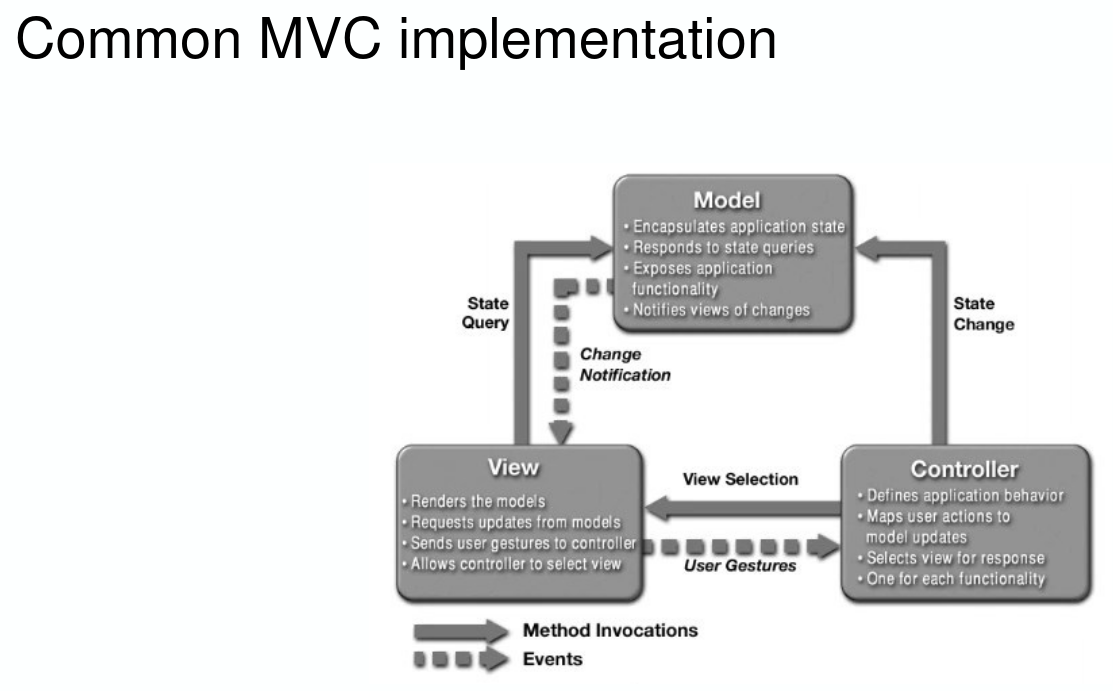 Common MVC implementation
Model
• Encapsulates application state
• Responds to state queries
• Exposes application
functionality
• Notifies views of changes
State
Query
State
Change
Change
Notification
View
• Renders the models
• Requests updates from models
• Sends user gestures to controller
• Allows controller to select view
View Selection
User Gestures
Controller
• Defines application behavior
• Maps user actions to
model updates
• Selects view for response
• One for each functionality
Method Invocations
Events